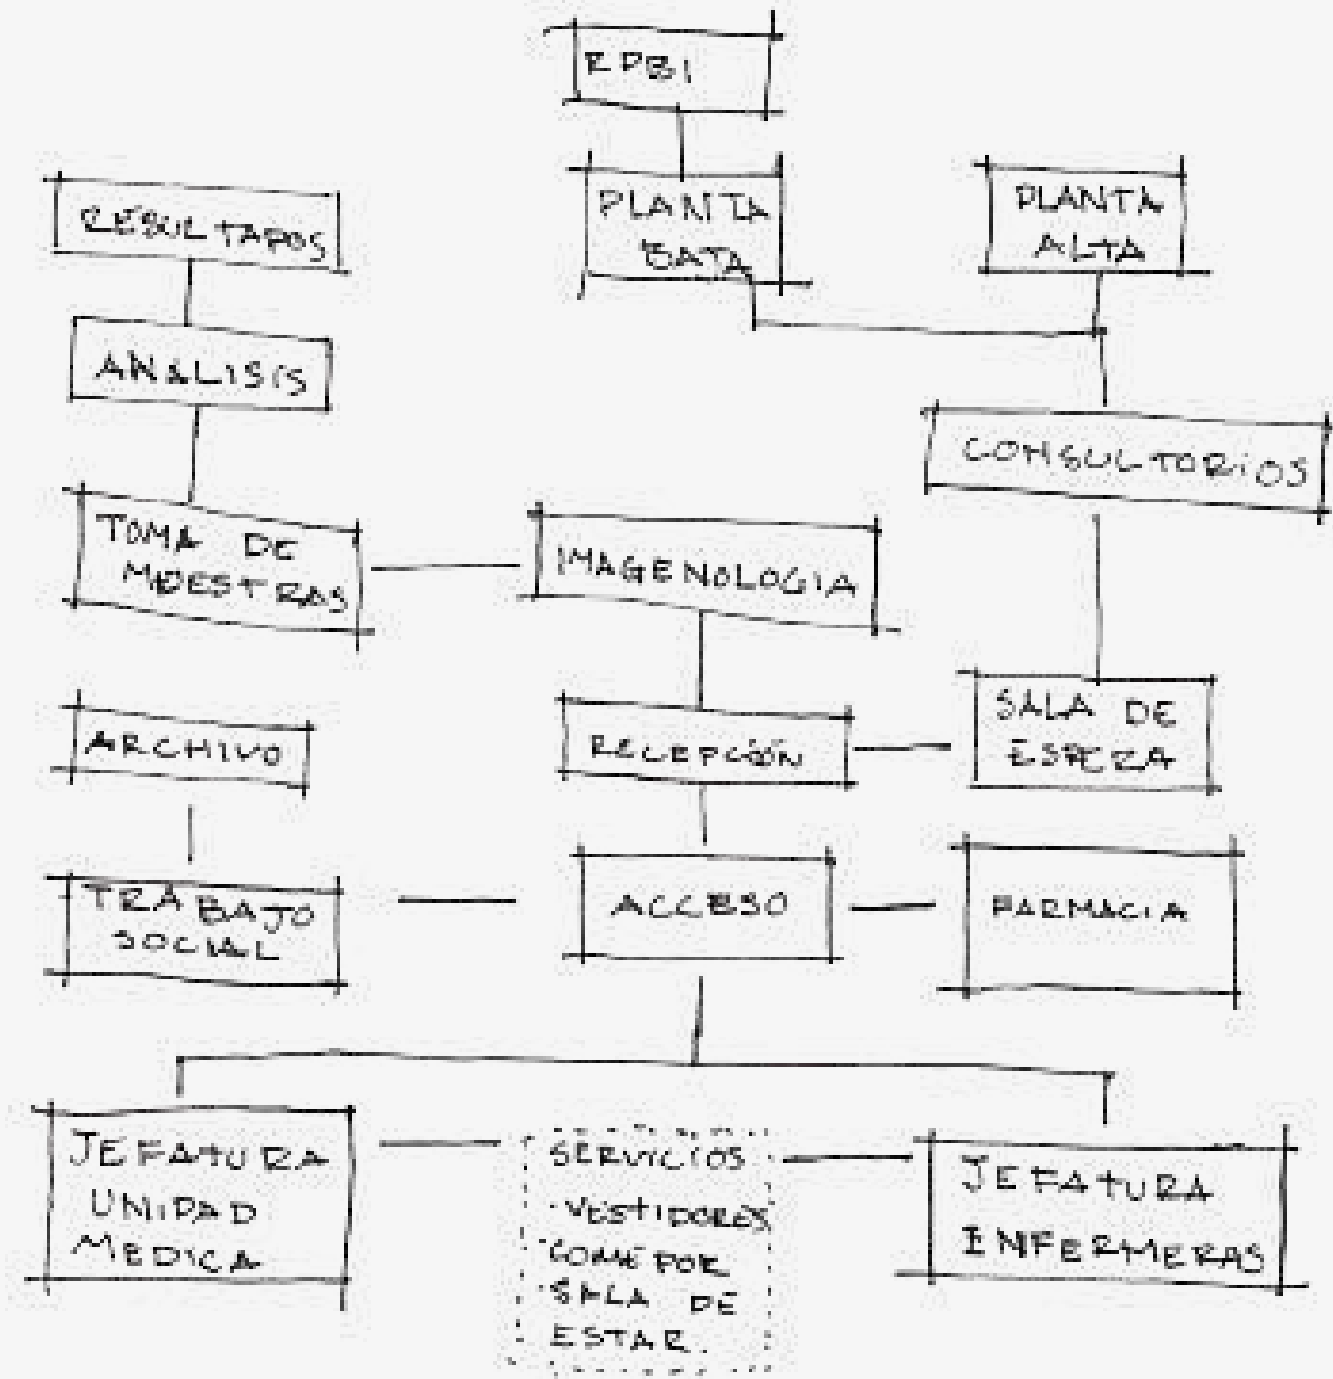 RPBI
RESULTADOS
PLANTA
BAJA
PLANTA
ALTA
ANALISIS
CONSULTORIOS
TOMA DE
MUESTRAS
IMAGENOLOGIA
ARCHIVO
RECEPCIÓN
SALA DE
ESPERA
TRABAJO
SOCIAL
ACCESO
FARMACIA
JEFATURA
UNIDAD
MEDICA
SERVICIOS
·VESTIDORES
·COMEDOR
·SALA DE
ESTAR.
JEFATURA
ENFERMERAS